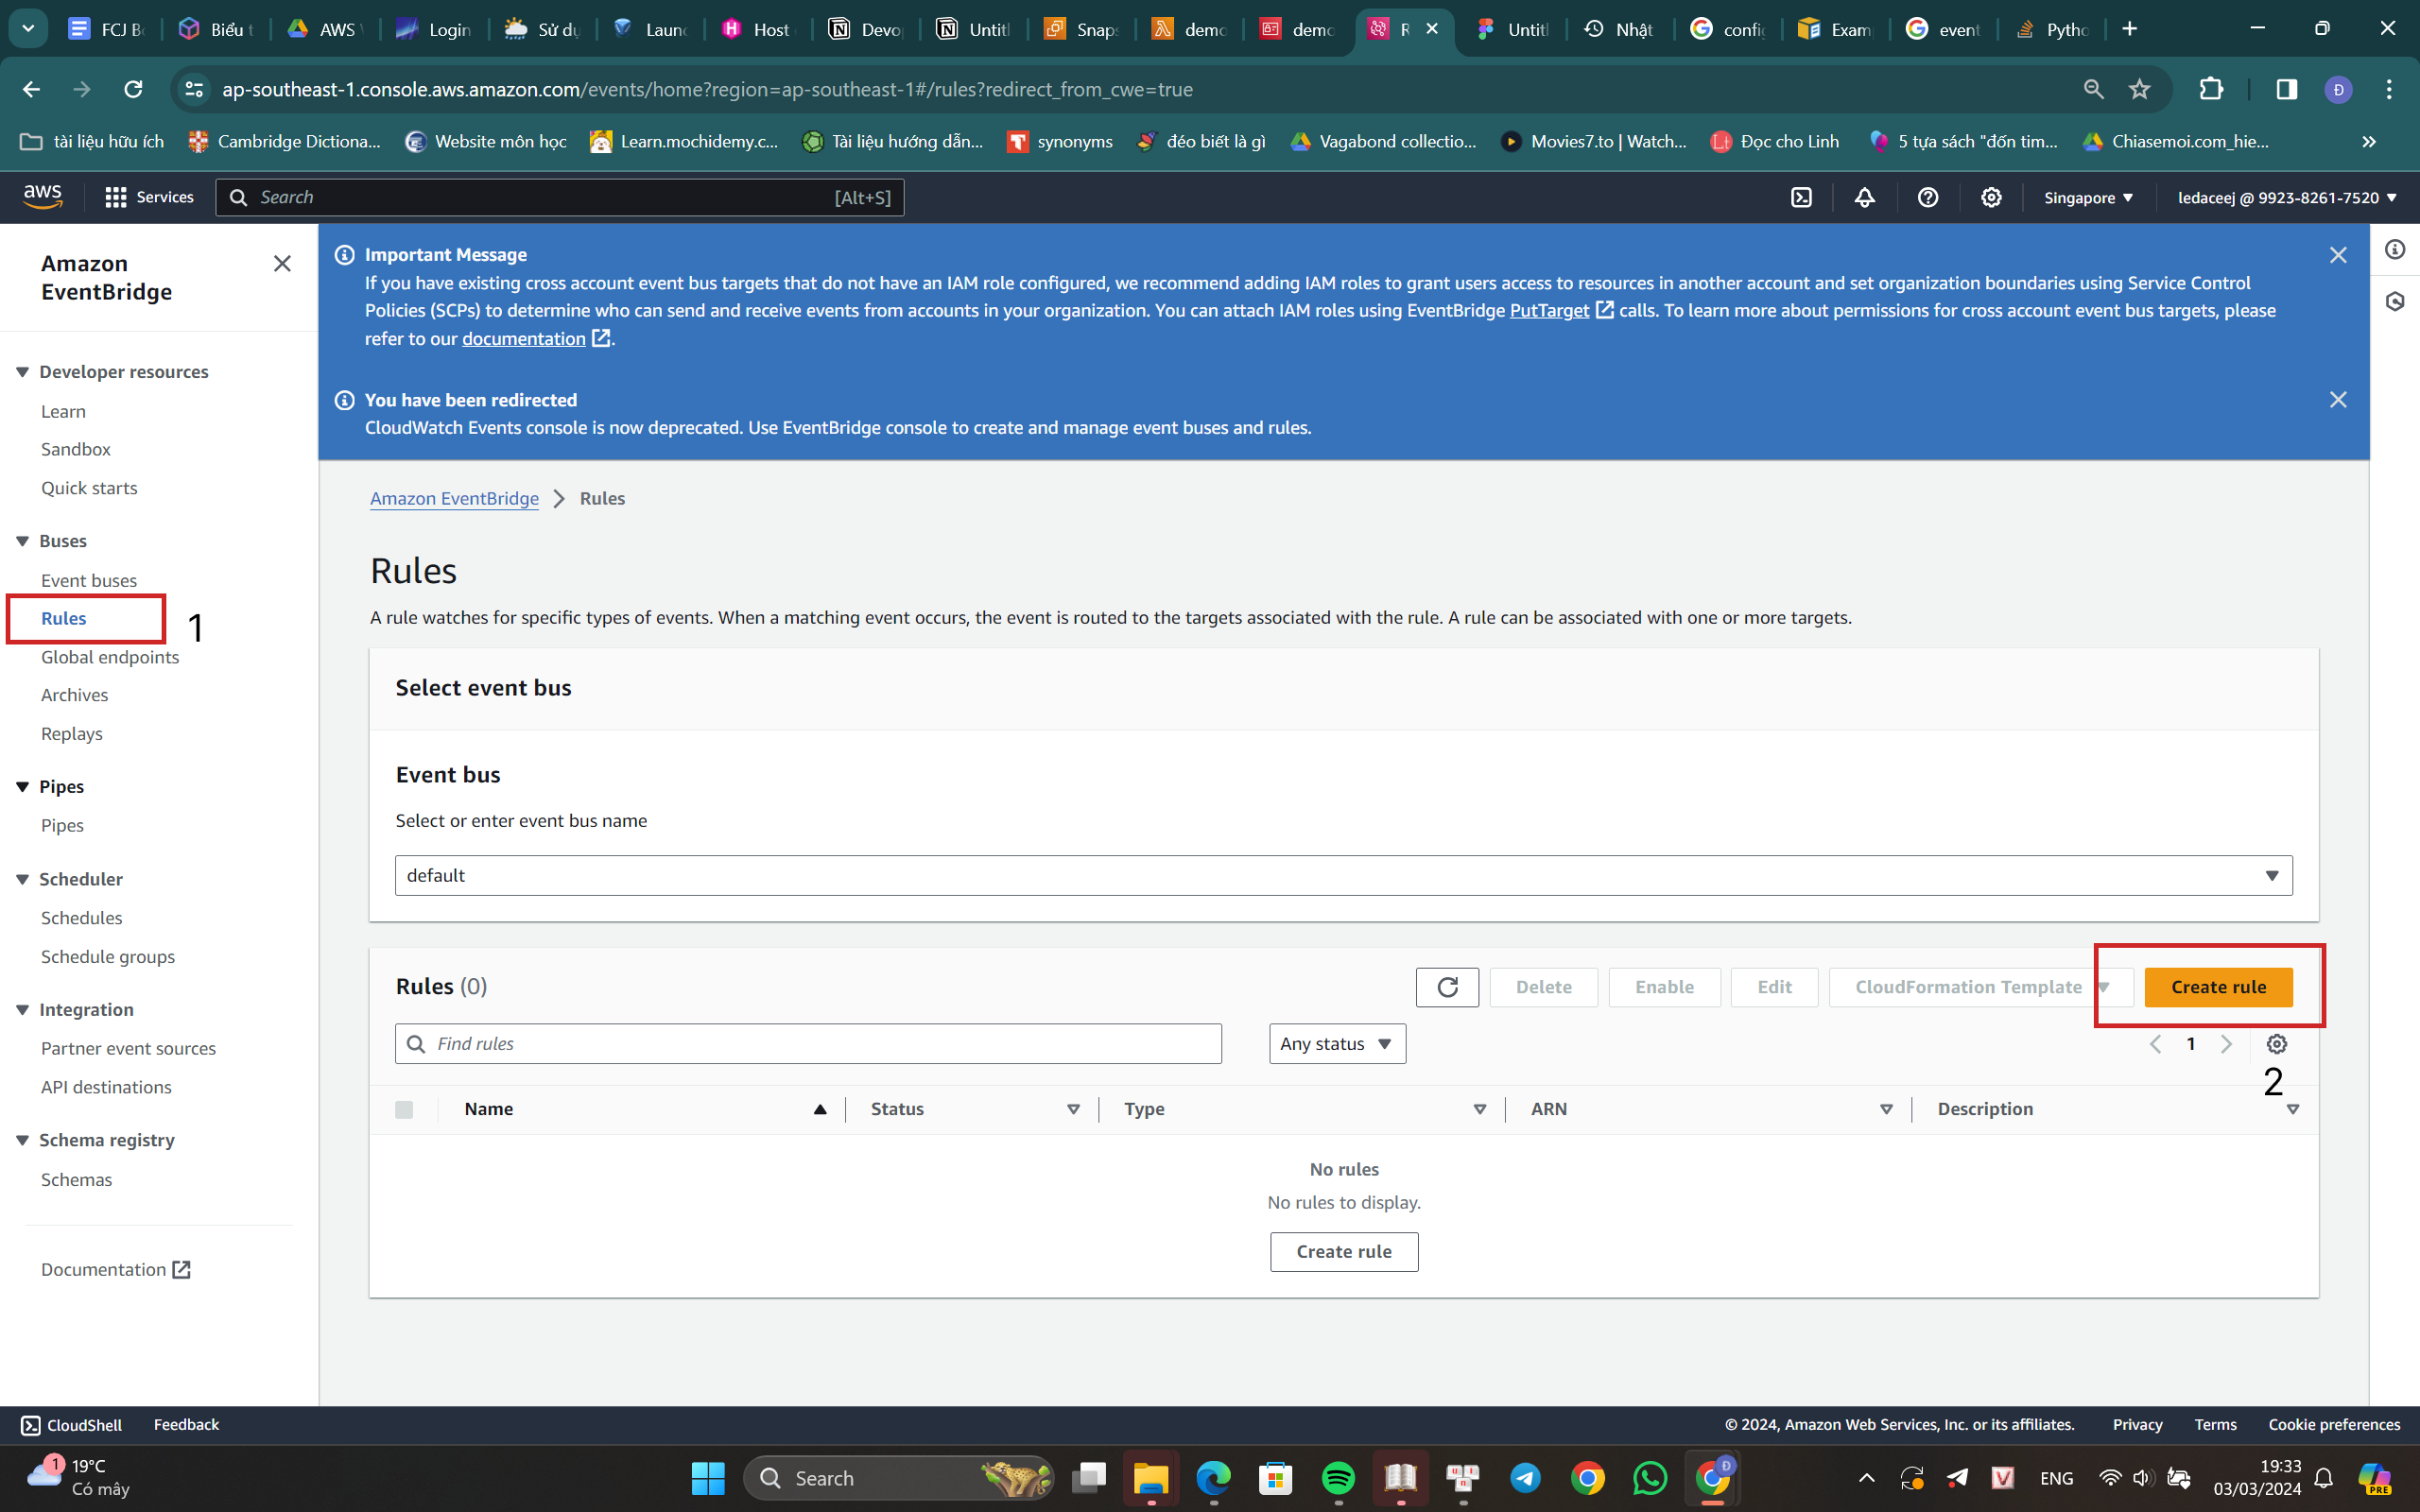 FCJ B
Biểu t
AWS
Login
Sử dụ
Laun
Host
Devo
Untit
Snaps
demo
demo
R
Untitl
Nhật
config
Exam
event
Pytho
ap-southeast-1.console.aws.amazon.com/events/home?region=ap-southeast-1#/rules?redirect_from_cwe=true
Đ
tài liệu hữu ích
Cambridge Dictiona...
Website môn học
Learn.mochidemy.c...
Tài liệu hướng dẫn...
synonyms
đéo biết là gì
Vagabond collectio...
Movies7.to | Watch...
Đọc cho Linh
5 tựa sách "đốn tim...
Chiasemoi.com_hie...
aws
Services
Search
[Alt+S]
Singapore
ledaceej @ 9923-8261-7520
Amazon
EventBridge
Developer resources
Learn
Sandbox
Quick starts
Buses
Event buses
Rules
1
Global endpoints
Archives
Replays
Pipes
Pipes
Scheduler
Schedules
Schedule groups
Integration
Partner event sources
API destinations
Schema registry
Schemas
Documentation
Important Message
If you have existing cross account event bus targets that do not have an IAM role configured, we recommend adding IAM roles to grant users access to resources in another account and set organization boundaries using Service Control
Policies (SCPs) to determine who can send and receive events from accounts in your organization. You can attach IAM roles using EventBridge PutTarget calls. To learn more about permissions for cross account event bus targets, please
refer to our documentation .
You have been redirected
CloudWatch Events console is now deprecated. Use EventBridge console to create and manage event buses and rules.
Amazon EventBridge
Rules
Rules
A rule watches for specific types of events. When a matching event occurs, the event is routed to the targets associated with the rule. A rule can be associated with one or more targets.
Select event bus
Event bus
Select or enter event bus name
default
Rules (0)
Delete
Enable
Edit
CloudFormation Template
Create rule
Find rules
Any status
1
2
Name
Status
Type
ARN
Description
No rules
No rules to display.
Create rule
CloudShell
Feedback
© 2024, Amazon Web Services, Inc. or its affiliates.
Privacy
Terms
Cookie preferences
1
19°C
Có mây
Search
Đ
ENG
19:33
03/03/2024
PRE